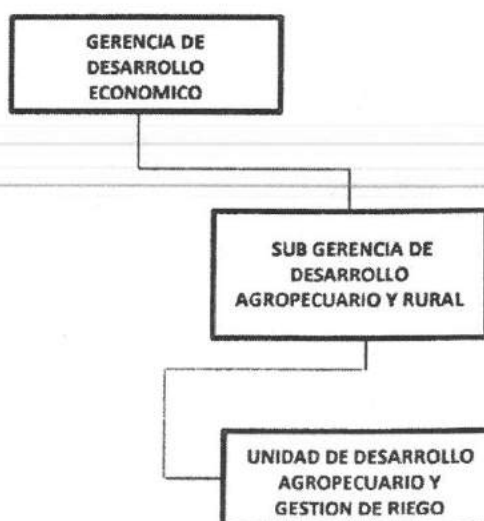 GERENCIA DE
DESARROLLO
ECONOMICO
SUB GERENCIA DE
DESARROLLO
AGROPECUARIO Y RURAL
UNIDAD DE DESARROLLO
AGROPECUARIO Y
GESTION DE RIEGO